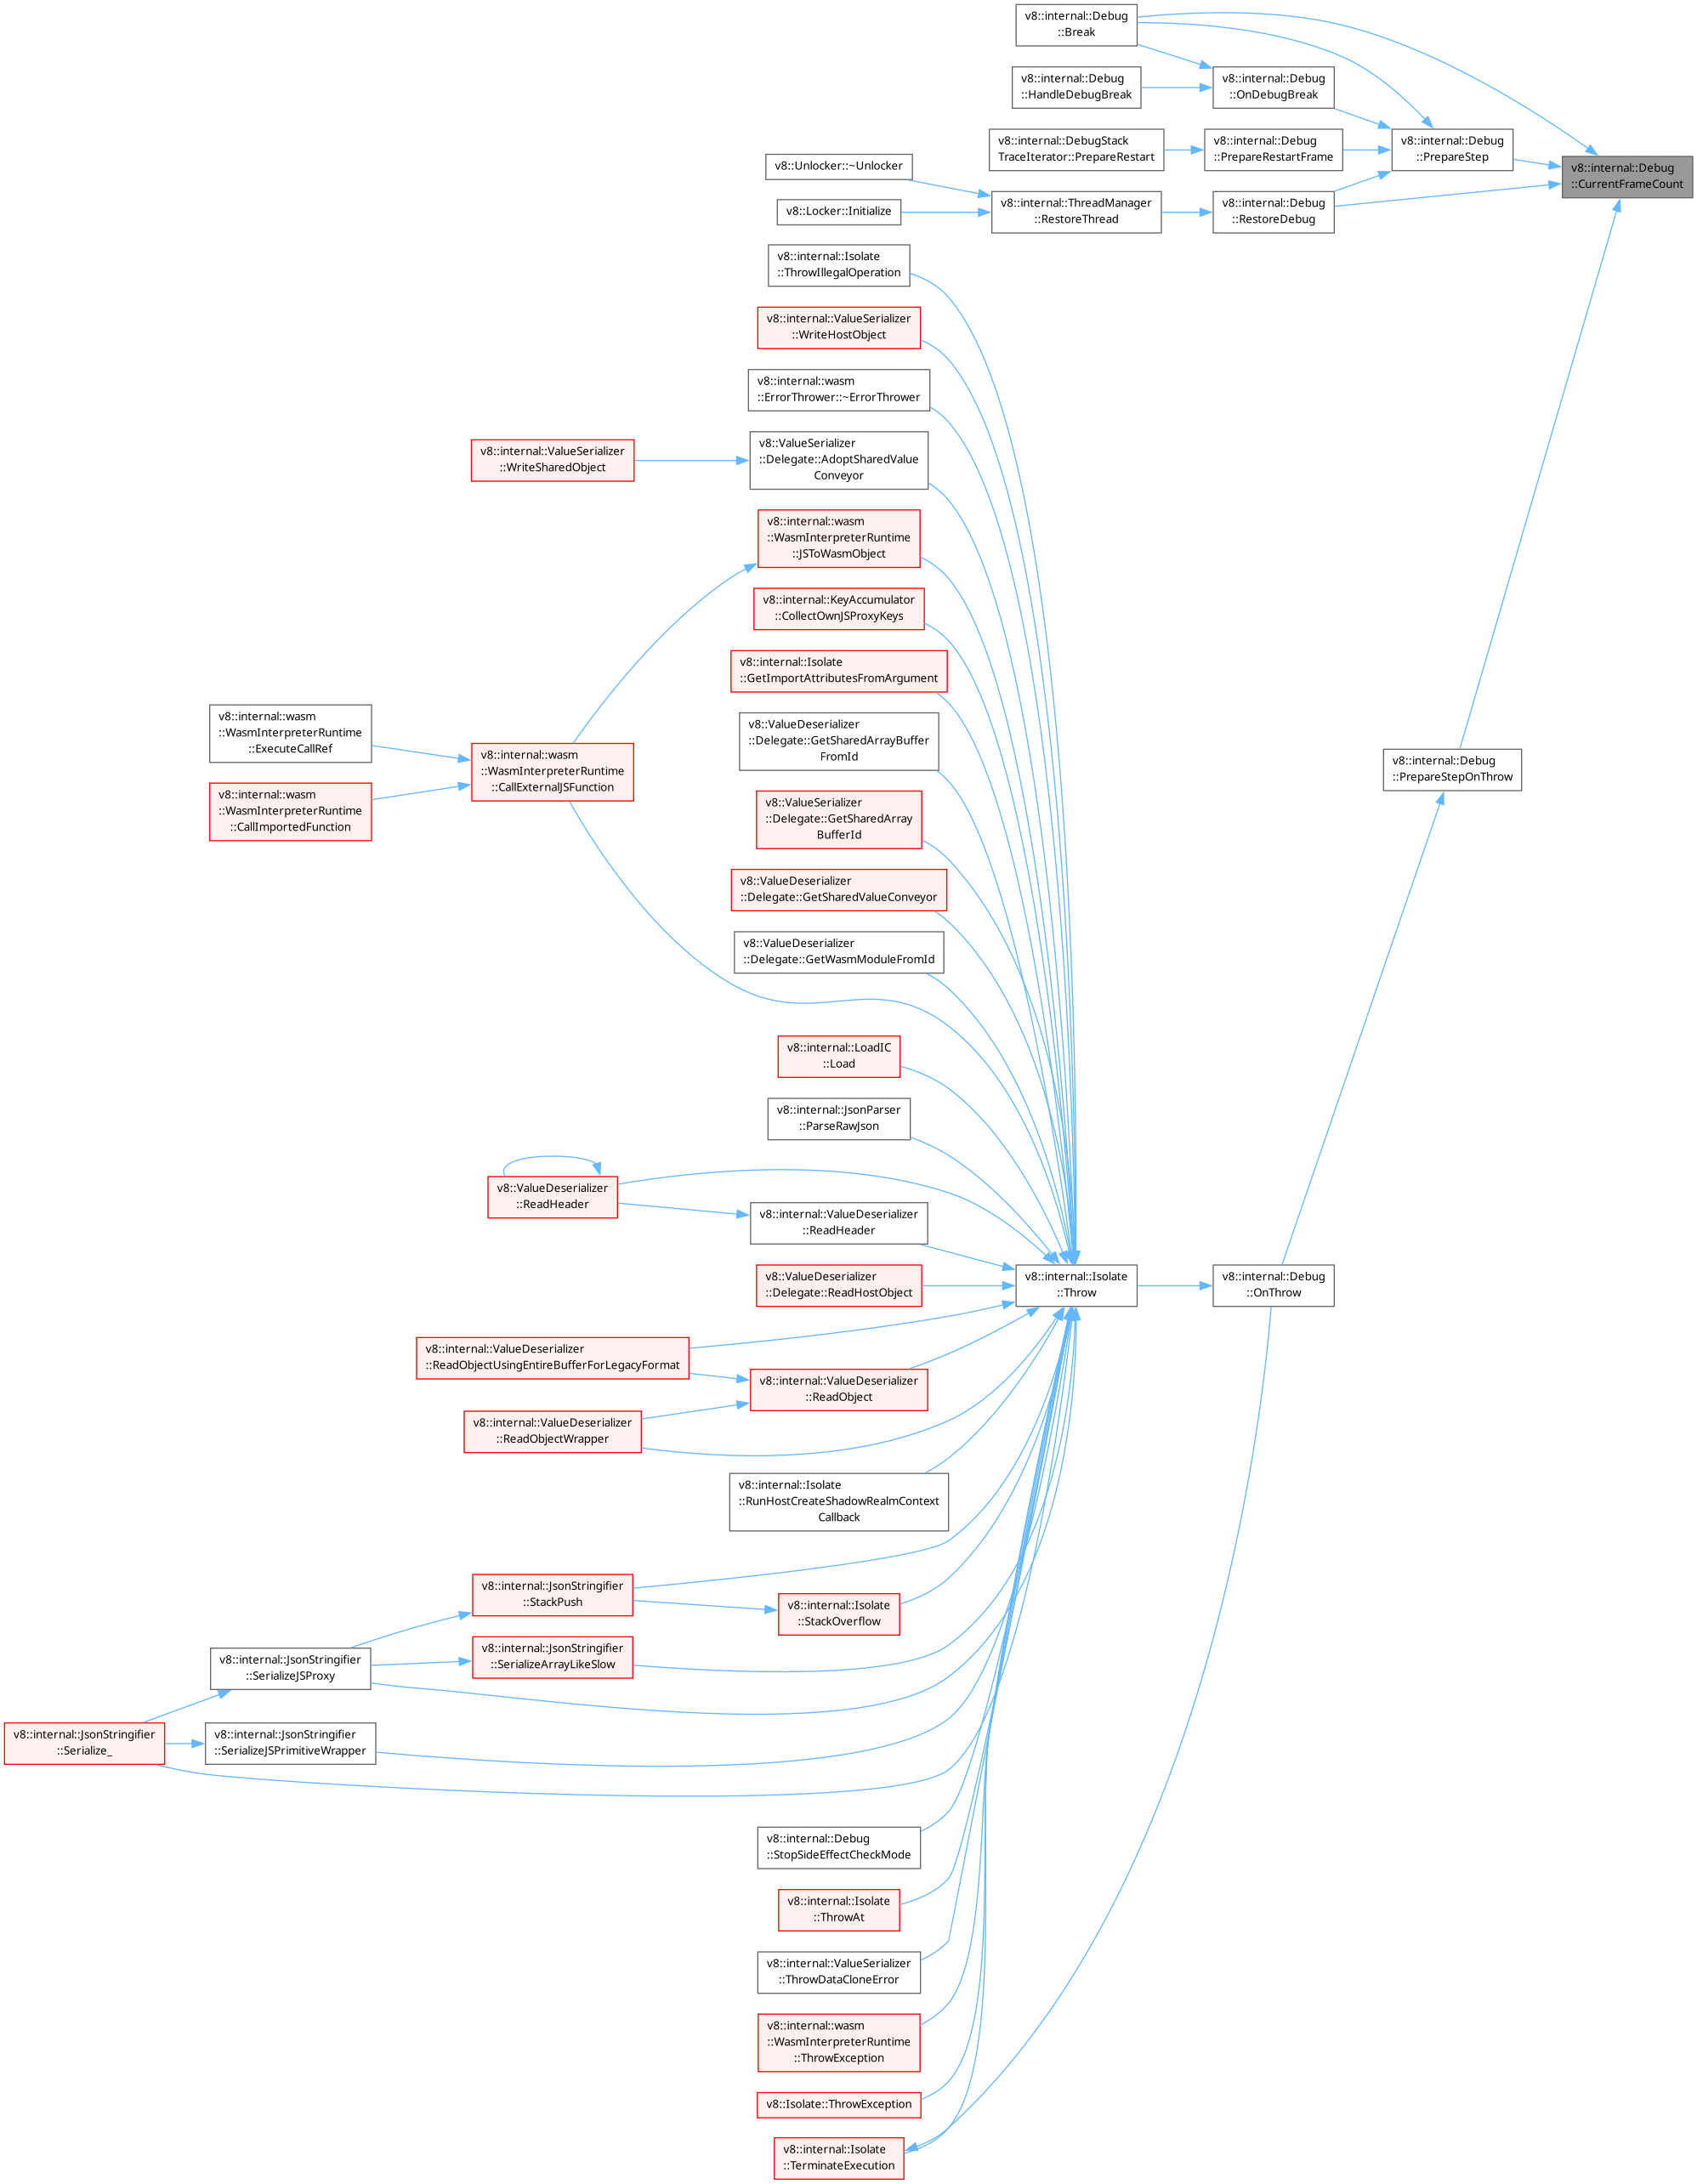 v8::internal::Debug
::Break
v8::internal::Debug
::HandleDebugBreak
v8::internal::Debug
::OnDebugBreak
v8::internal::DebugStack
TraceIterator::PrepareRestart
v8::internal::Debug
::PrepareRestartFrame
v8::internal::Debug
::PrepareStep
v8::internal::Debug
::CurrentFrameCount
v8::Unlocker::~Unlocker
v8::Locker::Initialize
v8::internal::ThreadManager
::RestoreThread
v8::internal::Debug
::RestoreDebug
v8::internal::Isolate
::ThrowIllegalOperation
v8::internal::ValueSerializer
::WriteHostObject
v8::internal::wasm
::ErrorThrower::~ErrorThrower
v8::internal::ValueSerializer
::WriteSharedObject
v8::ValueSerializer
::Delegate::AdoptSharedValue
Conveyor
v8::internal::wasm
::WasmInterpreterRuntime
::JSToWasmObject
v8::internal::KeyAccumulator
::CollectOwnJSProxyKeys
v8::internal::Isolate
::GetImportAttributesFromArgument
v8::internal::wasm
::WasmInterpreterRuntime
::ExecuteCallRef
v8::internal::wasm
::WasmInterpreterRuntime
::CallImportedFunction
v8::internal::wasm
::WasmInterpreterRuntime
::CallExternalJSFunction
v8::ValueDeserializer
::Delegate::GetSharedArrayBuffer
FromId
v8::internal::Debug
::PrepareStepOnThrow
v8::ValueSerializer
::Delegate::GetSharedArray
BufferId
v8::ValueDeserializer
::Delegate::GetSharedValueConveyor
v8::ValueDeserializer
::Delegate::GetWasmModuleFromId
v8::internal::LoadIC
::Load
v8::internal::JsonParser
::ParseRawJson
v8::ValueDeserializer
::ReadHeader
v8::internal::ValueDeserializer
::ReadHeader
v8::ValueDeserializer
::Delegate::ReadHostObject
v8::internal::Isolate
::Throw
v8::internal::Debug
::OnThrow
v8::internal::ValueDeserializer
::ReadObjectUsingEntireBufferForLegacyFormat
v8::internal::ValueDeserializer
::ReadObject
v8::internal::ValueDeserializer
::ReadObjectWrapper
v8::internal::Isolate
::RunHostCreateShadowRealmContext
Callback
v8::internal::JsonStringifier
::StackPush
v8::internal::Isolate
::StackOverflow
v8::internal::JsonStringifier
::SerializeJSProxy
v8::internal::JsonStringifier
::SerializeArrayLikeSlow
v8::internal::JsonStringifier
::Serialize_
v8::internal::JsonStringifier
::SerializeJSPrimitiveWrapper
v8::internal::Debug
::StopSideEffectCheckMode
v8::internal::Isolate
::ThrowAt
v8::internal::ValueSerializer
::ThrowDataCloneError
v8::internal::wasm
::WasmInterpreterRuntime
::ThrowException
v8::Isolate::ThrowException
v8::internal::Isolate
::TerminateExecution